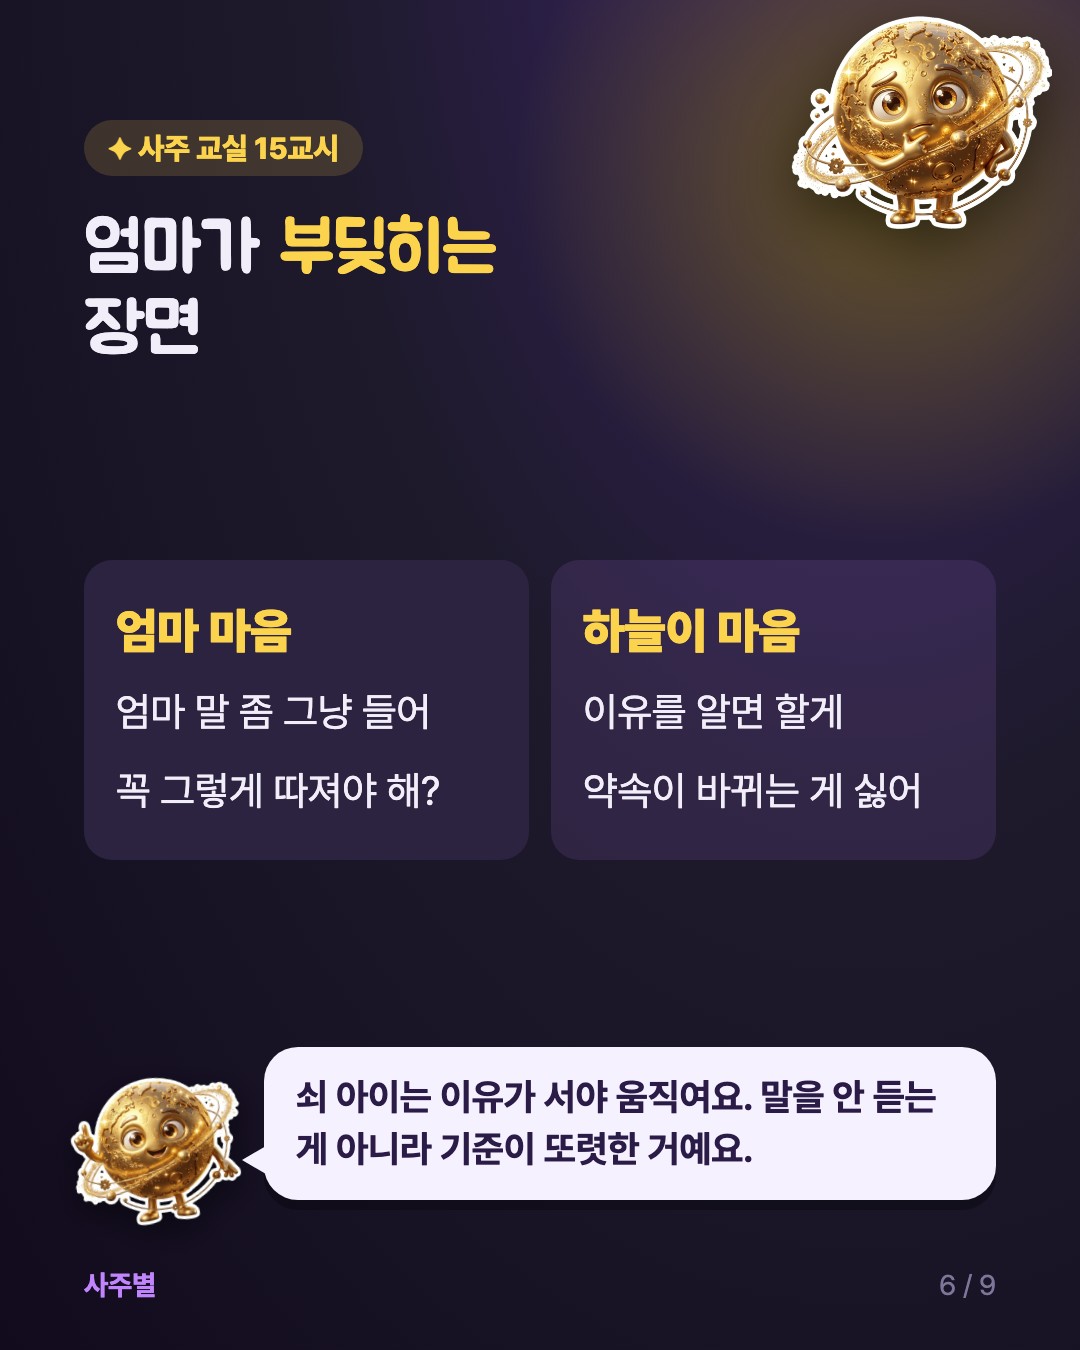 ✦ 사주 교실 15교시
엄마가 부딪히는
장면
엄마 마음
엄마 말 좀 그냥 들어
꼭 그렇게 따져야 해?
하늘이 마음
이유를 알면 할게
약속이 바뀌는 게 싫어
쇠 아이는 이유가 서야 움직여요. 말을 안 듣는
게 아니라 기준이 또렷한 거예요.
사주별
6 / 9